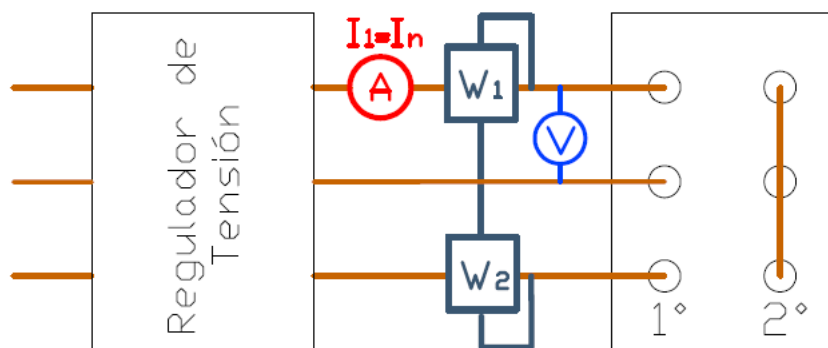 Regulador de
Tensión
I1=In
A
W1
V
W2
1°
2°